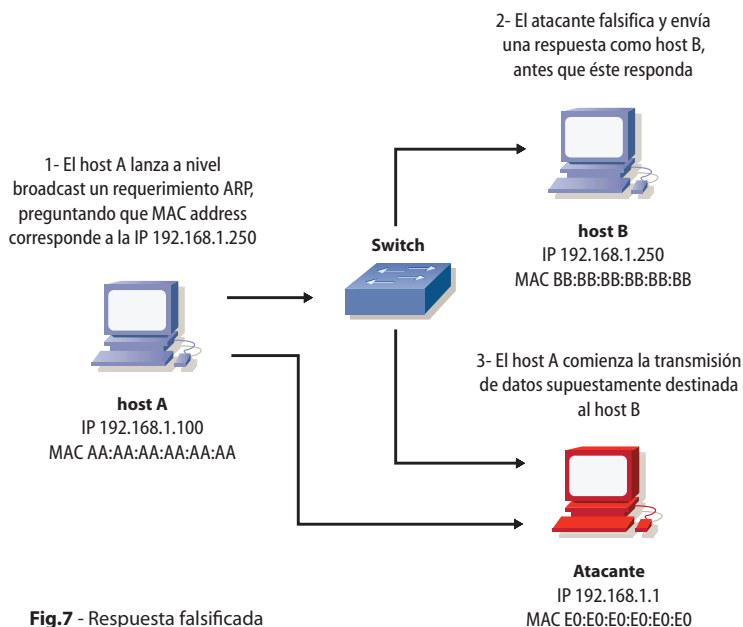 2- El atacante falsifica y envía
una respuesta como host B,
antes que éste responda
1- El host A lanza a nivel
broadcast un requerimiento ARP,
preguntando que MAC address
corresponde a la IP 192.168.1.250
Switch
host B
IP 192.168.1.250
MAC BB:BB:BB:BB:BB:BB
host A
IP 192.168.1.100
MAC AA:AA:AA:AA:AA:AA
3- El host A comienza la transmisión
de datos supuestamente destinada
al host B
Atacante
IP 192.168.1.1
MAC E0:E0:E0:E0:E0:E0
Fig.7 - Respuesta falsificada